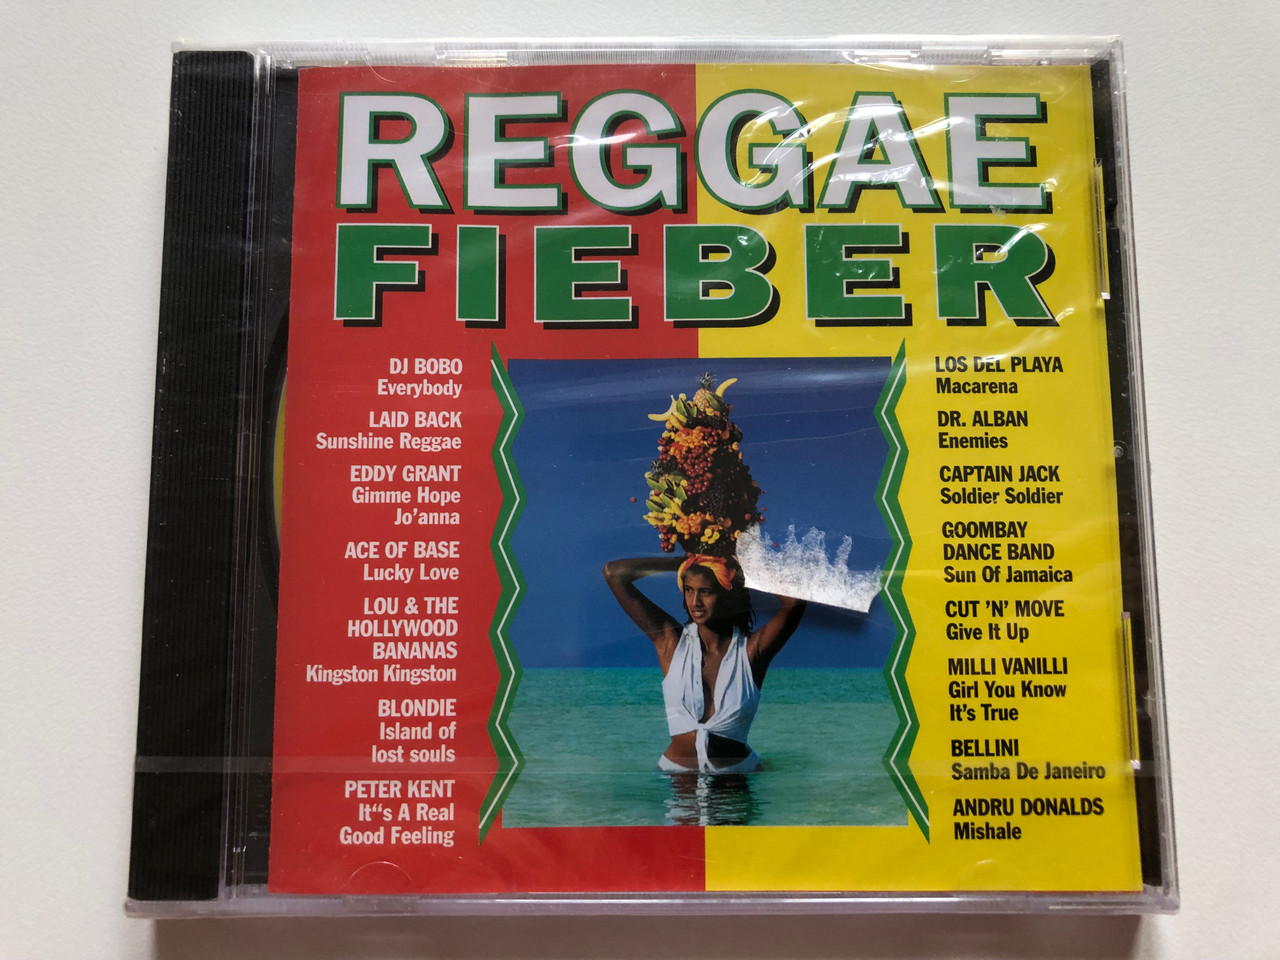 REGGAE
FIEBER
DJ BOBO
Everybody
LAID BACK
Sunshine Reggae
EDDY GRANT
Gimme Hope
Jo'anna
ACE OF BASE
Lucky Love
LOU & THE
HOLLYWOOD
BANANAS
Kingston Kingston
BLONDIE
Island of
lost souls
PETER KENT
It“s A Real
Good Feeling
LOS DEL PLAYA
Macarena
DR. ALBAN
Enemies
CAPTAIN JACK
Soldier Soldier
GOOMBAY
DANCE BAND
Sun Of Jamaica
CUT 'N' MOVE
Give It Up
MILLI VANILLI
Girl You Know
It's True
BELLINI
Samba De Janeiro
ANDRU DONALDS
Mishale